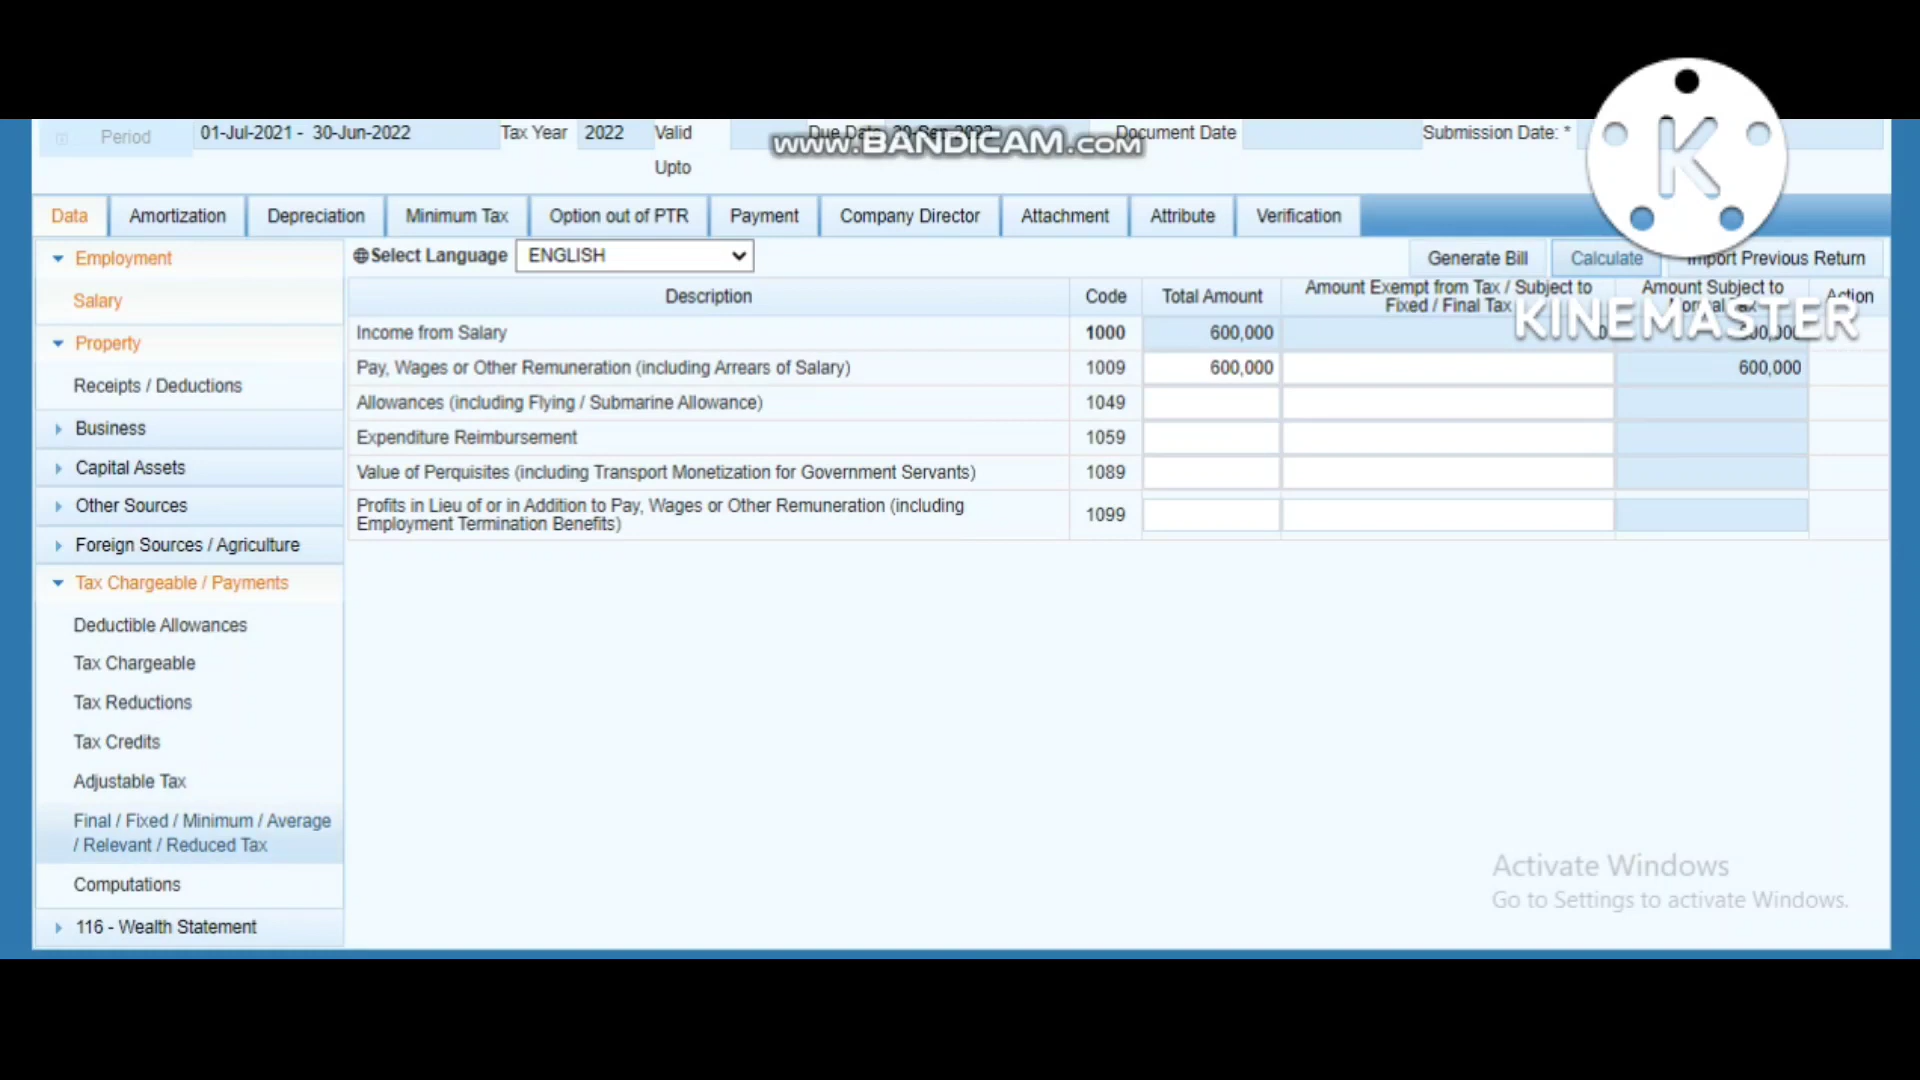 Period 01-Jul-2021 - 30-Jun-2022 Tax Year 2022 Valid Upto Due Date Document Date Submission Date: *
www.BANDICAM.com
K
Data Amortization Depreciation Minimum Tax Option out of PTR Payment Company Director Attachment Attribute Verification
Employment
Salary
Property
Receipts / Deductions
Business
Capital Assets
Other Sources
Foreign Sources / Agriculture
Tax Chargeable / Payments
Deductible Allowances
Tax Chargeable
Tax Reductions
Tax Credits
Adjustable Tax
Final / Fixed / Minimum / Average
/ Relevant / Reduced Tax
Computations
116 - Wealth Statement
Select Language ENGLISH Generate Bill Calculate Import Previous Return
Description Code Total Amount Amount Exempt from Tax / Subject to Fixed / Final Tax Amount Subject to Normal Tax Action
KINEMASTER
Income from Salary 1000 600,000 0 600,000
Pay, Wages or Other Remuneration (including Arrears of Salary) 1009 600,000 600,000
Allowances (including Flying / Submarine Allowance) 1049
Expenditure Reimbursement 1059
Value of Perquisites (including Transport Monetization for Government Servants) 1089
Profits in Lieu of or in Addition to Pay, Wages or Other Remuneration (including
Employment Termination Benefits) 1099
Activate Windows
Go to Settings to activate Windows.